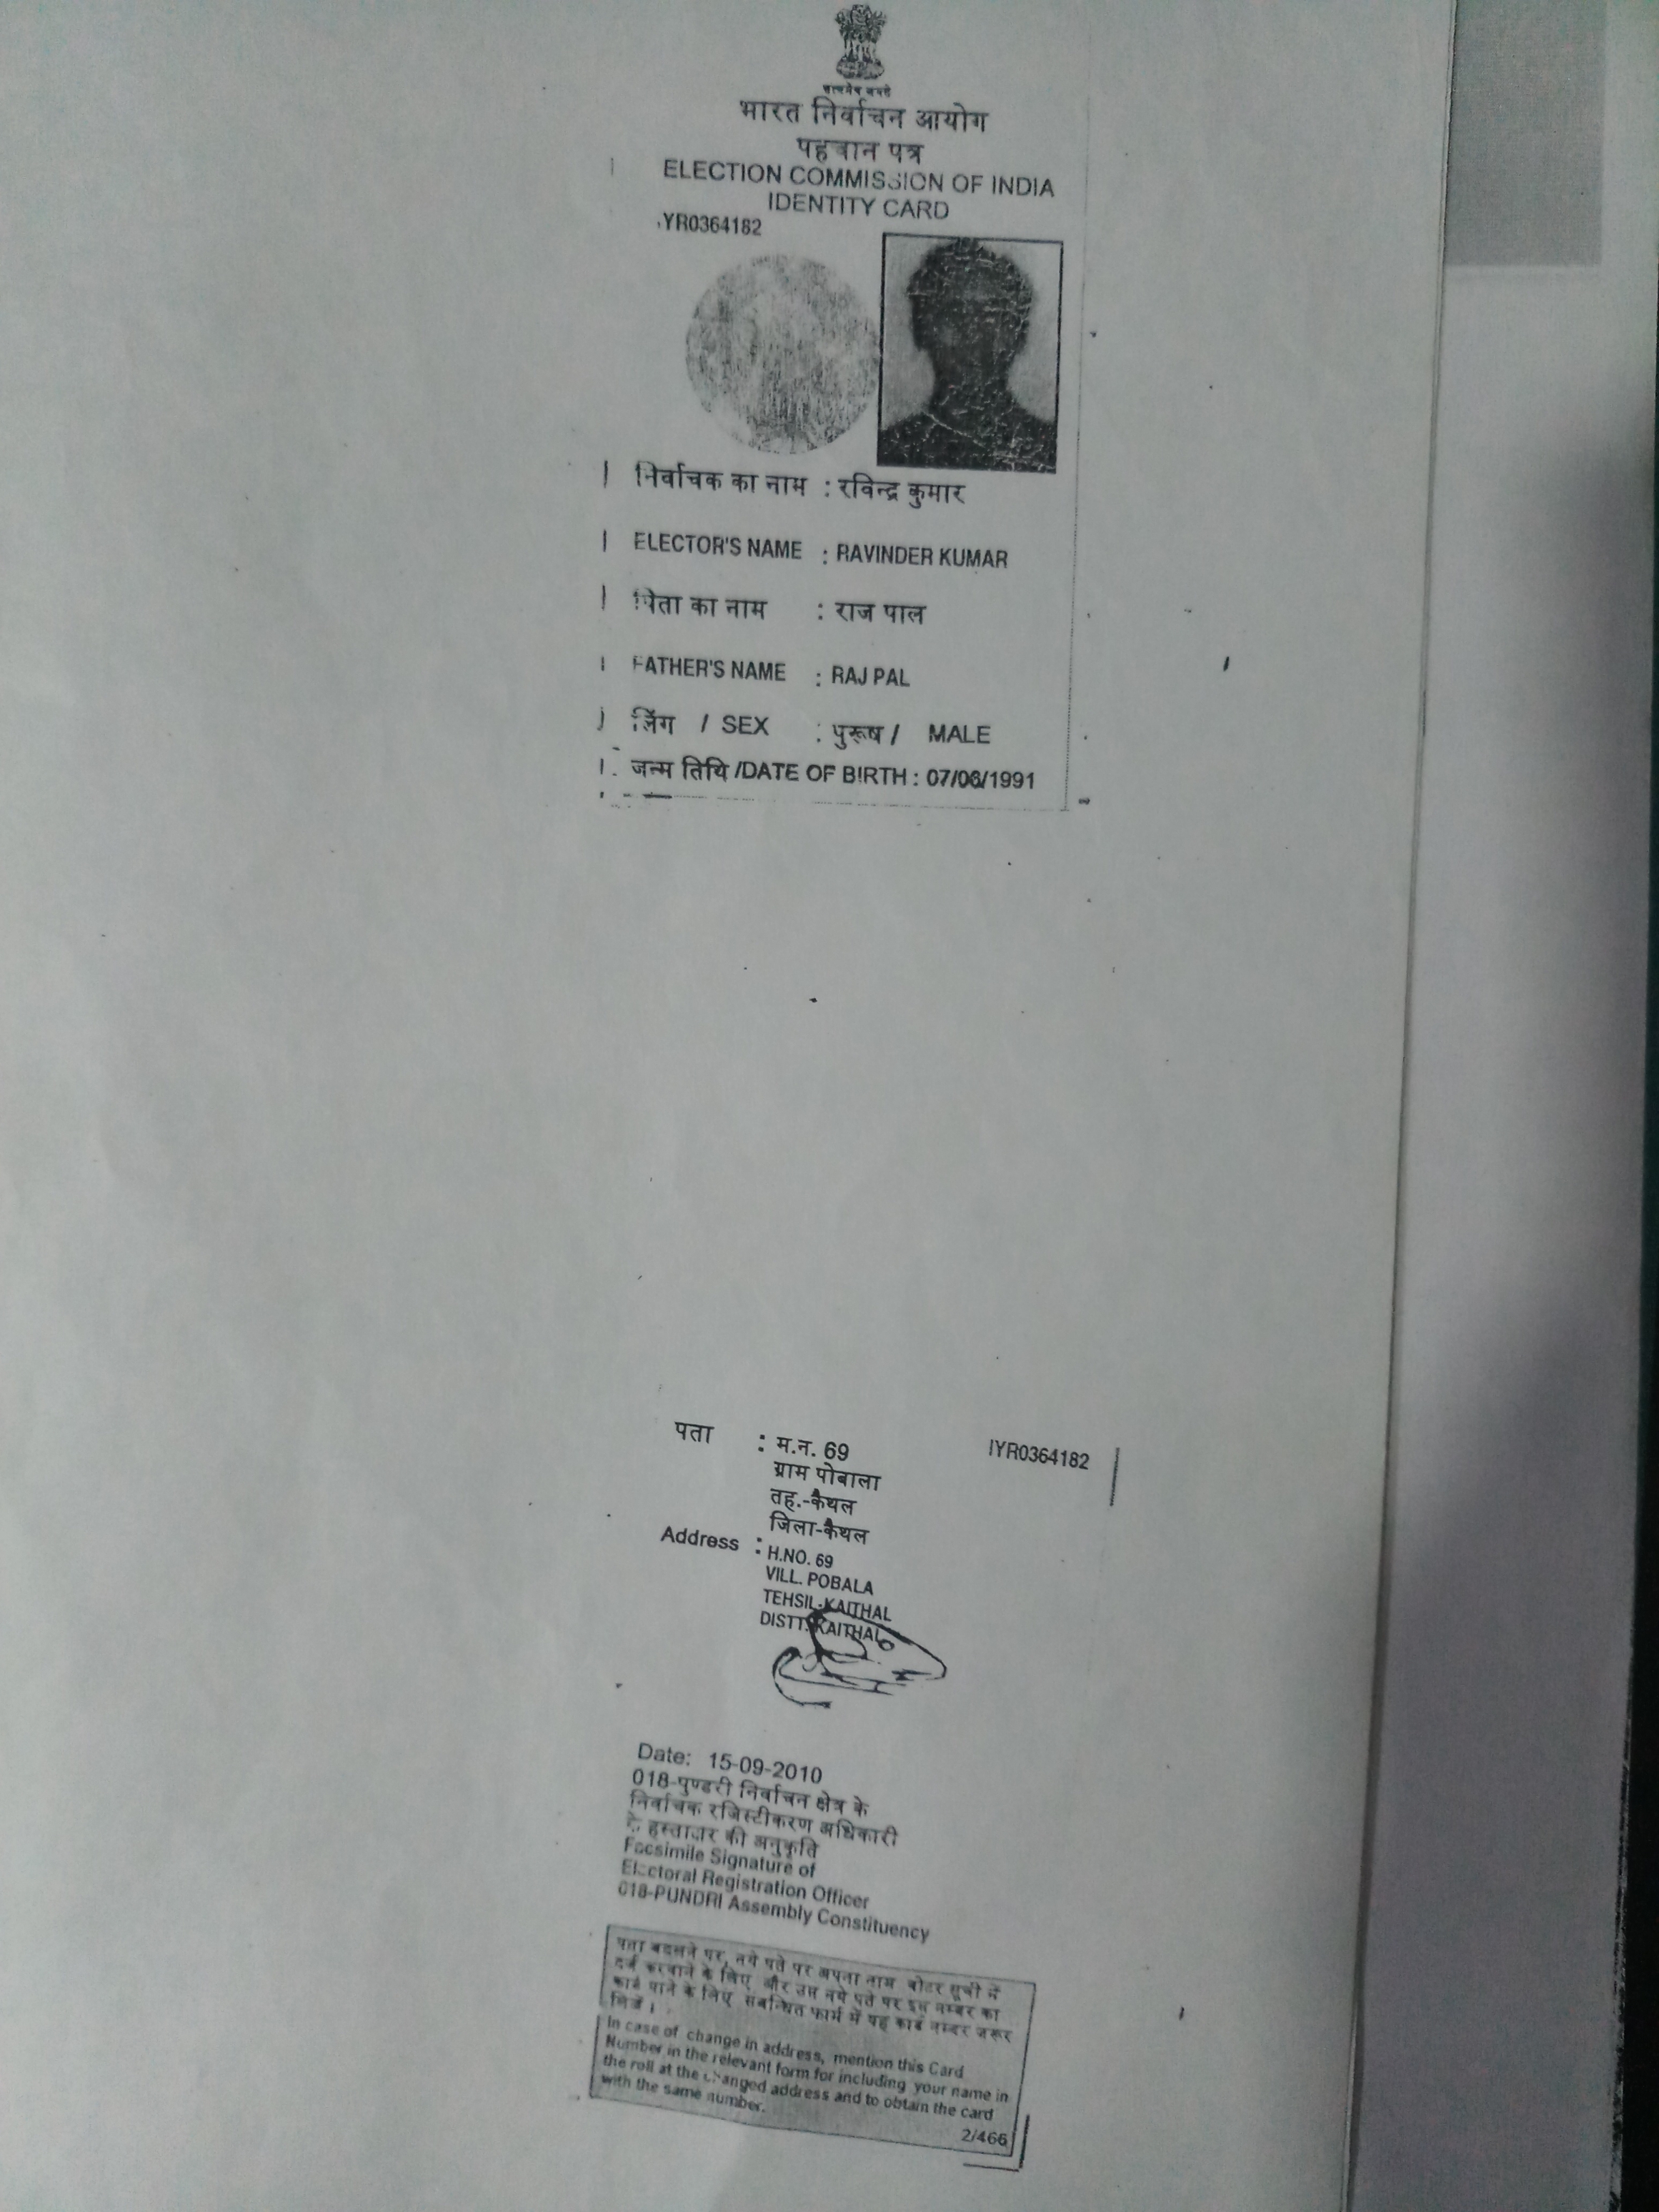 सत्यमेव जयते
भारत निर्वाचन आयोग
पहचान पत्र
ELECTION COMMISSION OF INDIA
IDENTITY CARD
YR0364182
निर्वाचक का नाम : रविन्द्र कुमार
ELECTOR'S NAME : RAVINDER KUMAR
पिता का नाम : राज पाल
FATHER'S NAME : RAJ PAL
लिंग / SEX : पुरूष / MALE
जन्म तिथि /DATE OF BIRTH : 07/06/1991
पता : म.न. 69 IYR0364182
ग्राम पोबाला
तह.-कैथल
जिला-कैथल
Address : H.NO. 69
VILL. POBALA
TEHSIL-KAITHAL
DISTT.KAITHAL
Date: 15-09-2010
018-पुण्डरी निर्वाचन क्षेत्र के
निर्वाचक रजिस्टीकरण अधिकारी
के हस्ताक्षर की अनुकृति
Facsimile Signature of
Electoral Registration Officer
018-PUNDRI Assembly Constituency
पता बदलने पर, नये पते पर अपना नाम वोटर सूची में
दर्ज करवाने के लिए और उस नये पते पर इस नम्बर का
कार्ड पाने के लिए सबन्धित फार्म में यह कार्ड नम्बर जरूर
लिखें।
In case of change in address, mention this Card
Number in the relevant form for including your name in
the roll at the changed address and to obtain the card
with the same number.
2/466